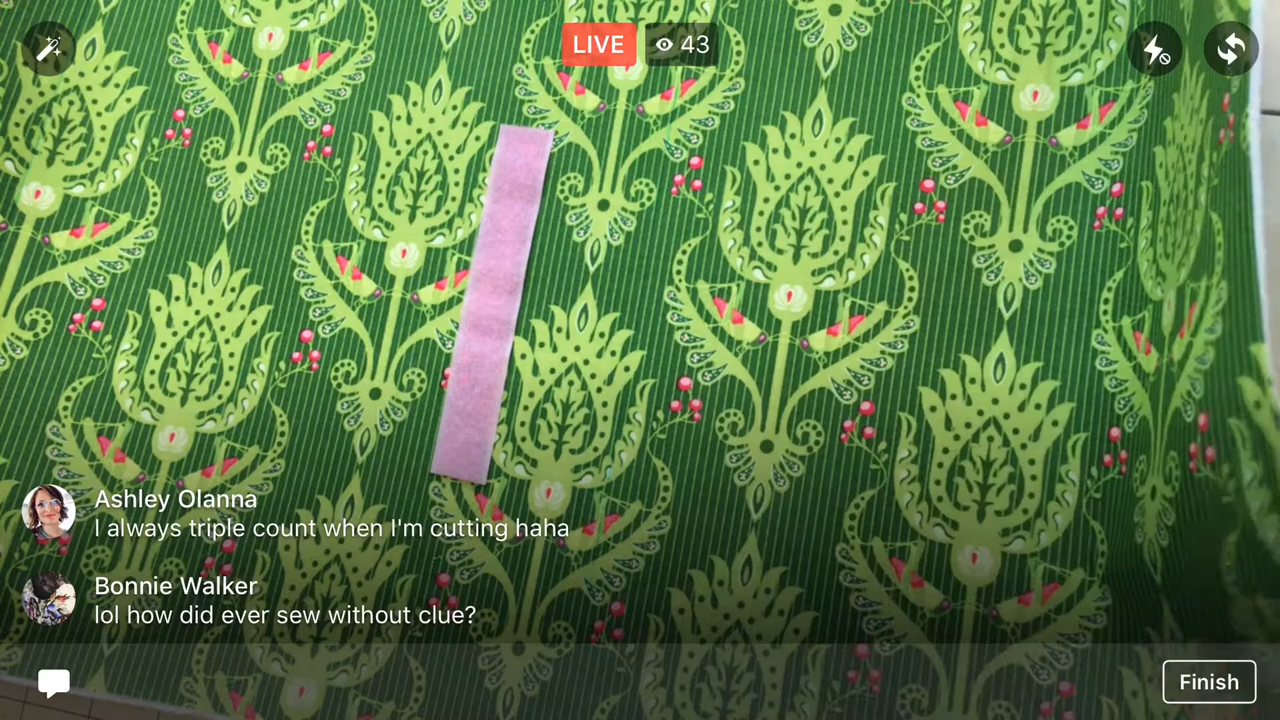 LIVE 43
Ashley Olanna
I always triple count when I'm cutting haha
Bonnie Walker
lol how did ever sew without clue?
Finish